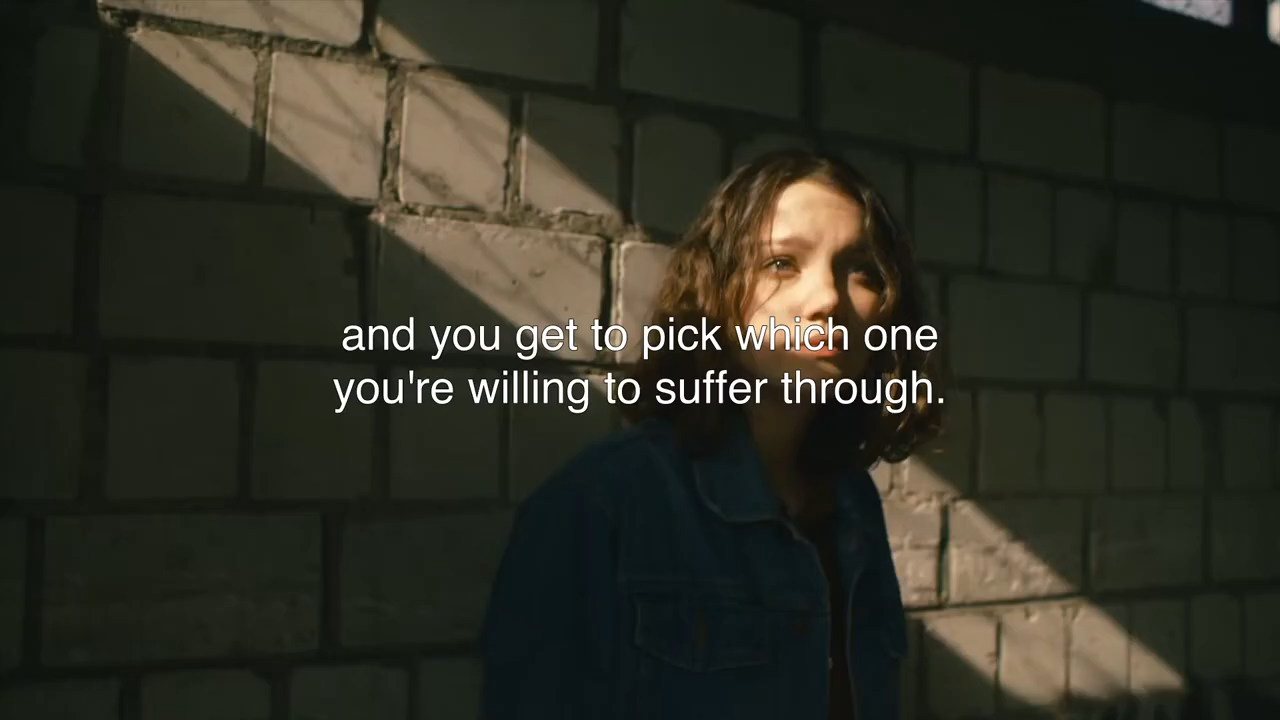 and you get to pick which one
you're willing to suffer through.